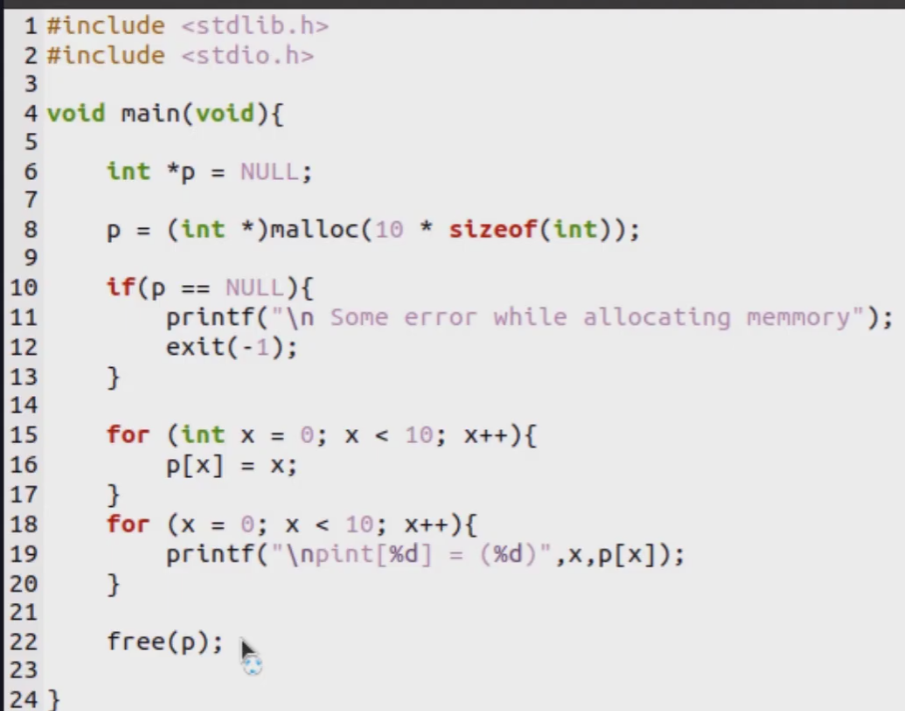 1 #include <stdlib.h>
2 #include <stdio.h>
3
4 void main(void){
5
6     int *p = NULL;
7
8     p = (int *)malloc(10 * sizeof(int));
9
10     if(p == NULL){
11         printf("\n Some error while allocating memmory");
12         exit(-1);
13     }
14
15     for (int x = 0; x < 10; x++){
16         p[x] = x;
17     }
18     for (x = 0; x < 10; x++){
19         printf("\npint[%d] = (%d)",x,p[x]);
20     }
21
22     free(p);
23
24 }